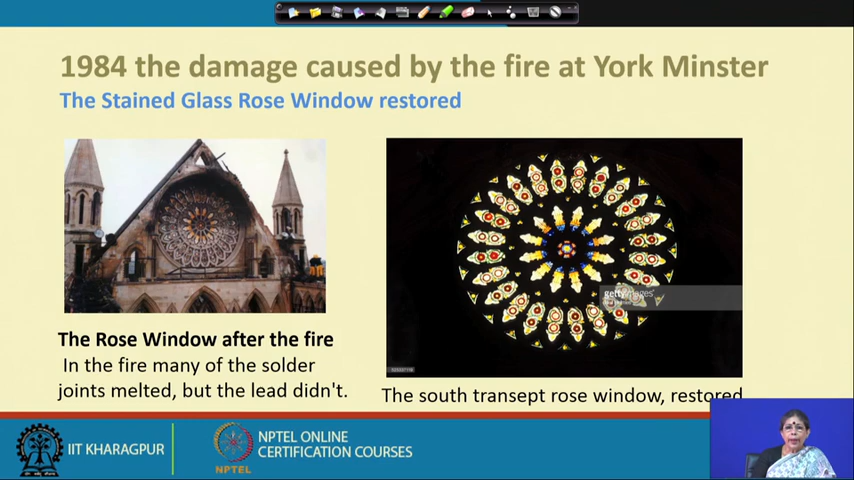 1984 the damage caused by the fire at York Minster
The Stained Glass Rose Window restored
gettyimages
The Rose Window after the fire
In the fire many of the solder
joints melted, but the lead didn't.
The south transept rose window, restored
IIT KHARAGPUR
NPTEL
NPTEL ONLINE
CERTIFICATION COURSES